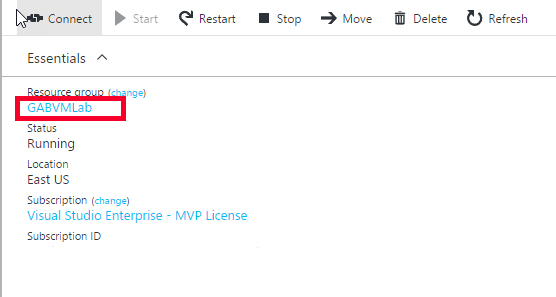 Connect Start Restart Stop Move Delete Refresh
Essentials
Resource group (change)
GABVMLab
Status
Running
Location
East US
Subscription (change)
Visual Studio Enterprise - MVP License
Subscription ID